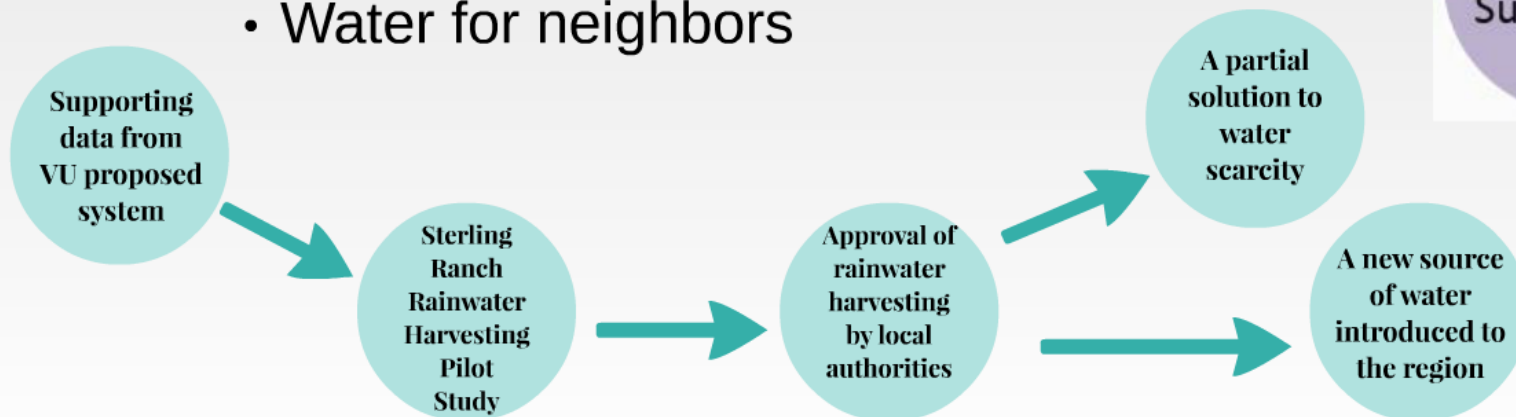 • Water for neighbors
Su
Supporting
data from
VU proposed
system
Sterling
Ranch
Rainwater
Harvesting
Pilot
Study
Approval of
rainwater
harvesting
by local
authorities
A partial
solution to
water
scarcity
A new source
of water
introduced to
the region